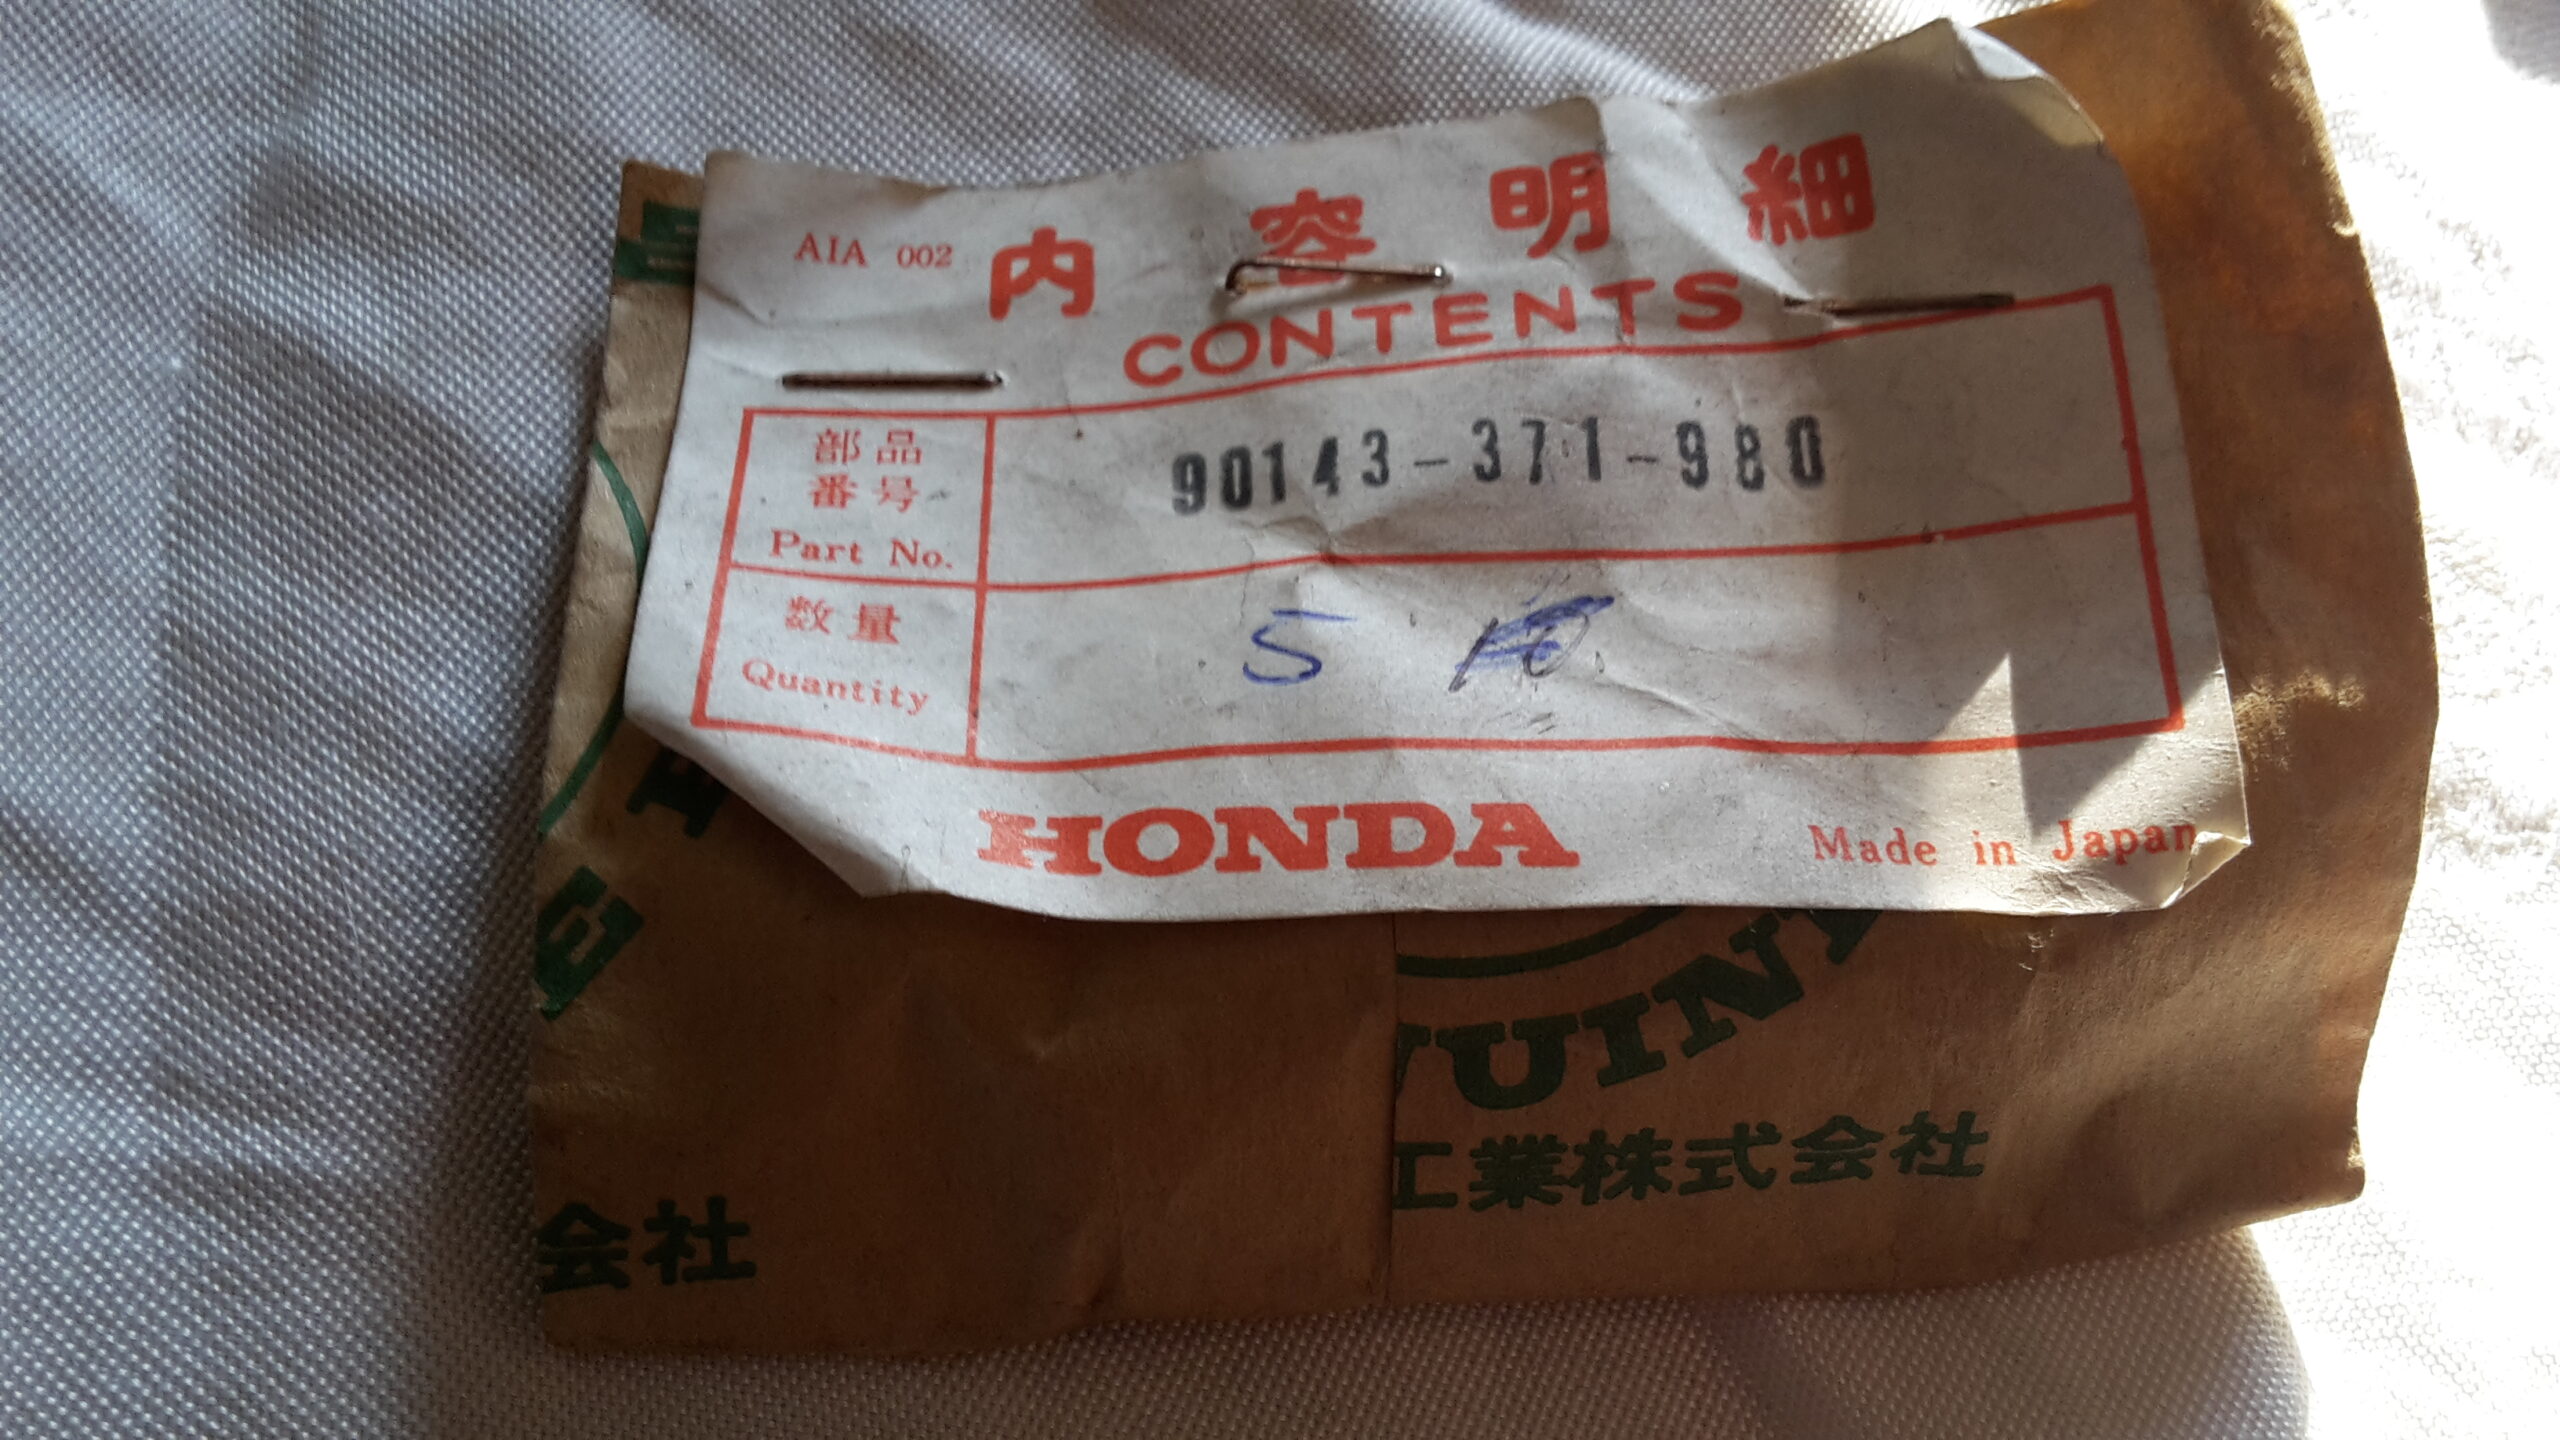 AIA 002 内容明細
CONTENTS
部品
番号
Part No.
90143-371-980
数量
Quantity
5
HONDA
Made in Japan
工業株式会社
会社